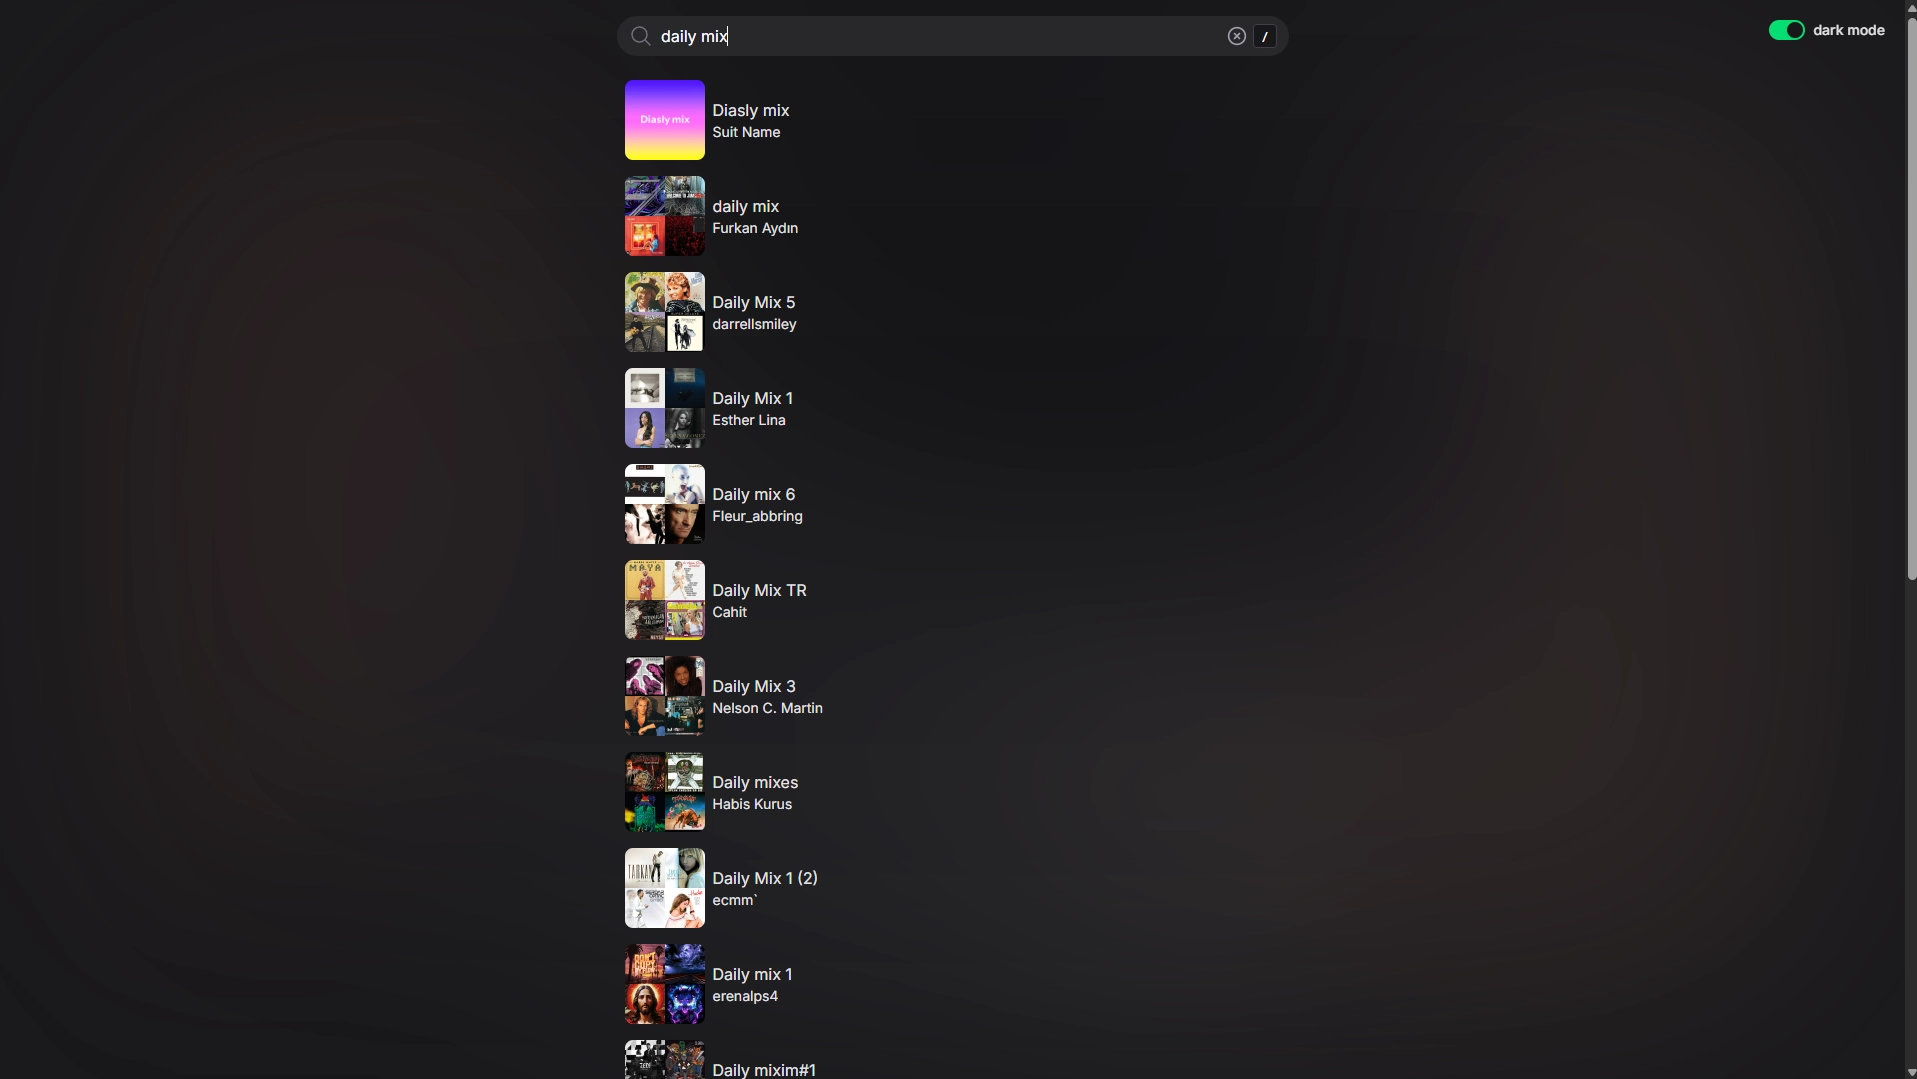 daily mix
/
dark mode
Diasly mix
Diasly mix
Suit Name
daily mix
Furkan Aydın
Daily Mix 5
darrellsmiley
Daily Mix 1
Esther Lina
Daily mix 6
Fleur_abbring
MAYA
Daily Mix TR
Cahit
Daily Mix 3
Nelson C. Martin
Daily mixes
Habis Kurus
TARKAN
Daily Mix 1 (2)
ecmm`
Daily mix 1
erenalps4
Daily mixim#1